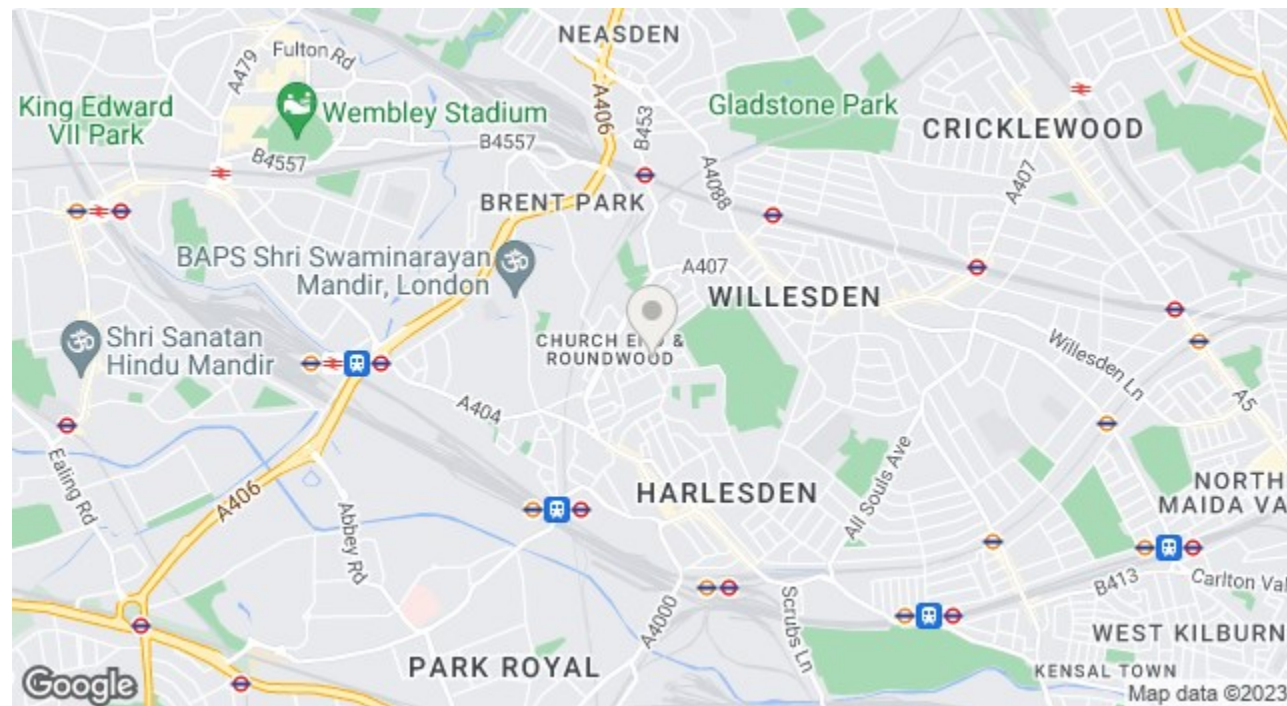 NEASDEN
Fulton Rd
A479
King Edward
VII Park
Wembley Stadium
A406
B453
Gladstone Park
CRICKLEWOOD
B4557
B4557
A4088
A407
BRENT PARK
BAPS Shri Swaminarayan
Mandir, London
A407
WILLESDEN
Shri Sanatan
Hindu Mandir
CHURCH END &
ROUNDWOOD
Willesden Ln
A5
A404
Ealing Rd
A406
Abbey Rd
HARLESDEN
All Souls Ave
NORTH
MAIDA VA
B413
Carlton Val
A4000
Scrubs Ln
WEST KILBURN
PARK ROYAL
KENSAL TOWN
Google
Map data ©2023